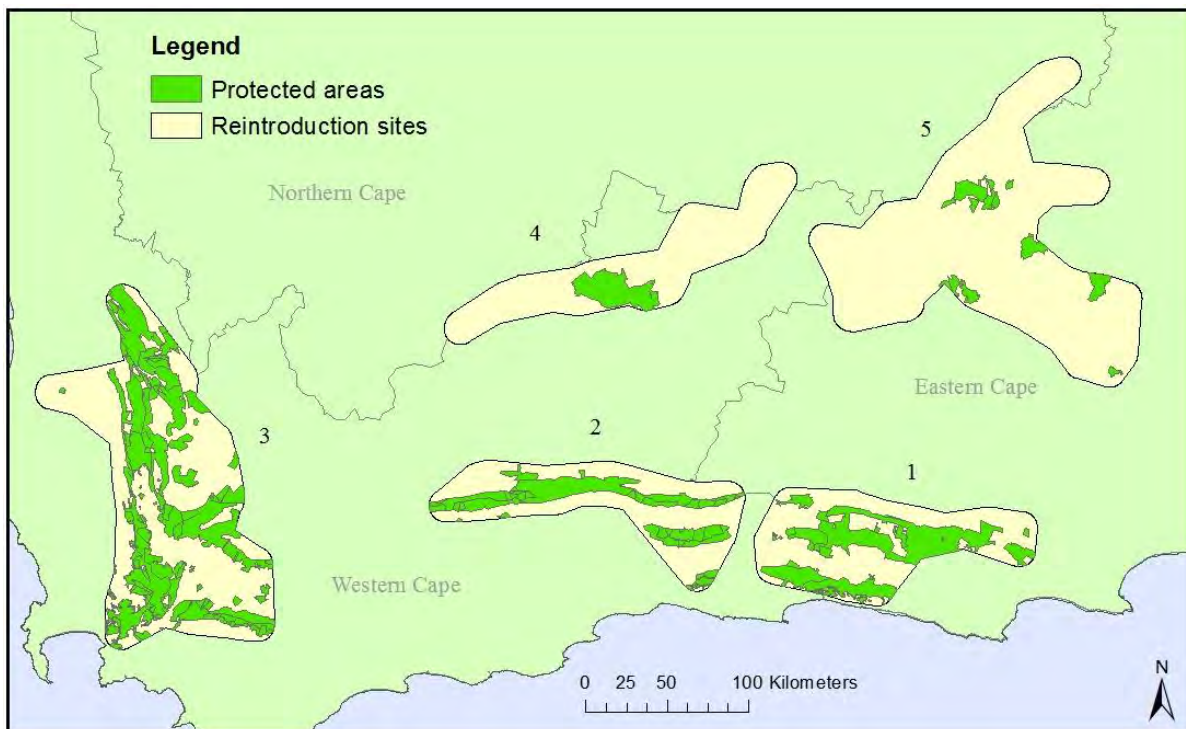 Legend
Protected areas
Reintroduction sites
5
Northern Cape
4
Eastern Cape
3
2
1
Western Cape
0 25 50 100 Kilometers
N